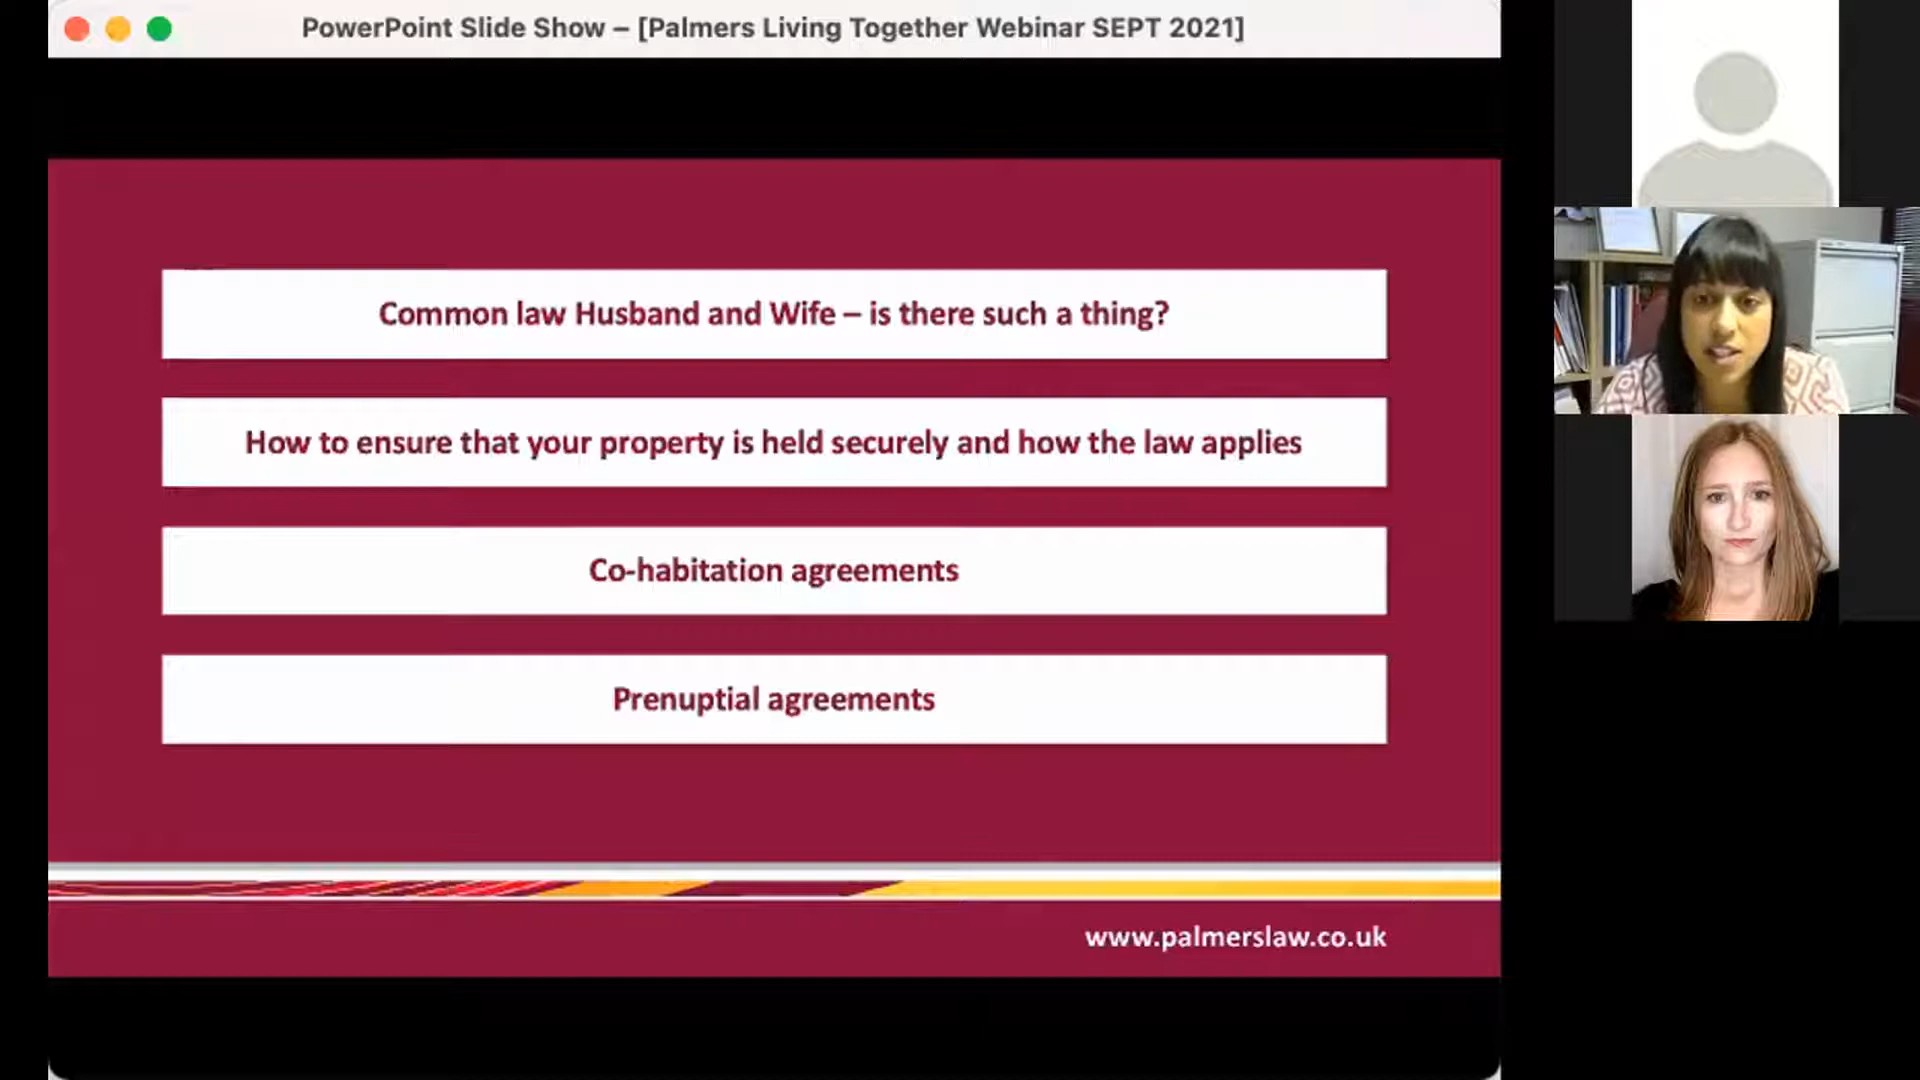 PowerPoint Slide Show – [Palmers Living Together Webinar SEPT 2021]
Common law Husband and Wife – is there such a thing?
How to ensure that your property is held securely and how the law applies
Co-habitation agreements
Prenuptial agreements
www.palmerslaw.co.uk